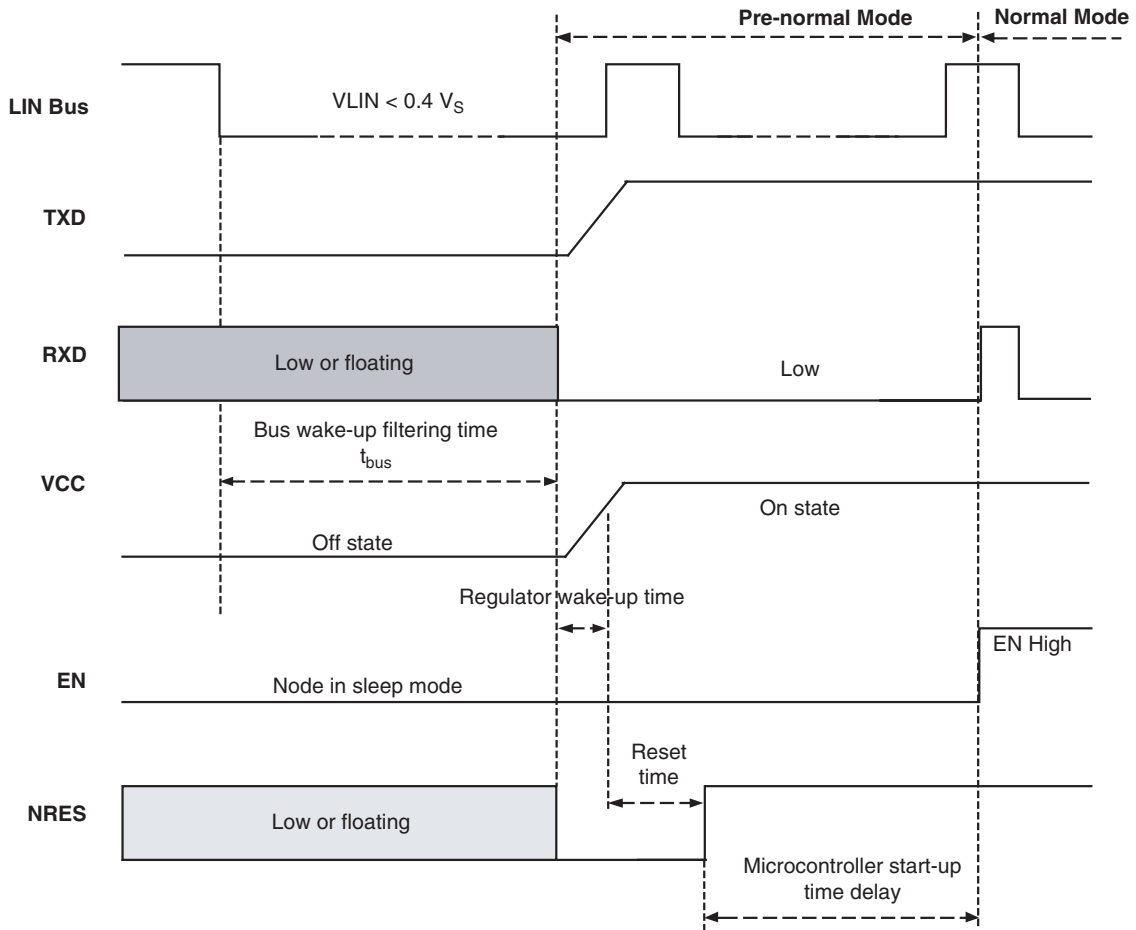 Pre-normal Mode
Normal Mode
LIN Bus
VLIN < 0.4 VS
TXD
RXD
Low or floating
Low
Bus wake-up filtering time
tbus
VCC
On state
Off state
Regulator wake-up time
EN High
EN
Node in sleep mode
Reset
time
NRES
Low or floating
Microcontroller start-up
time delay